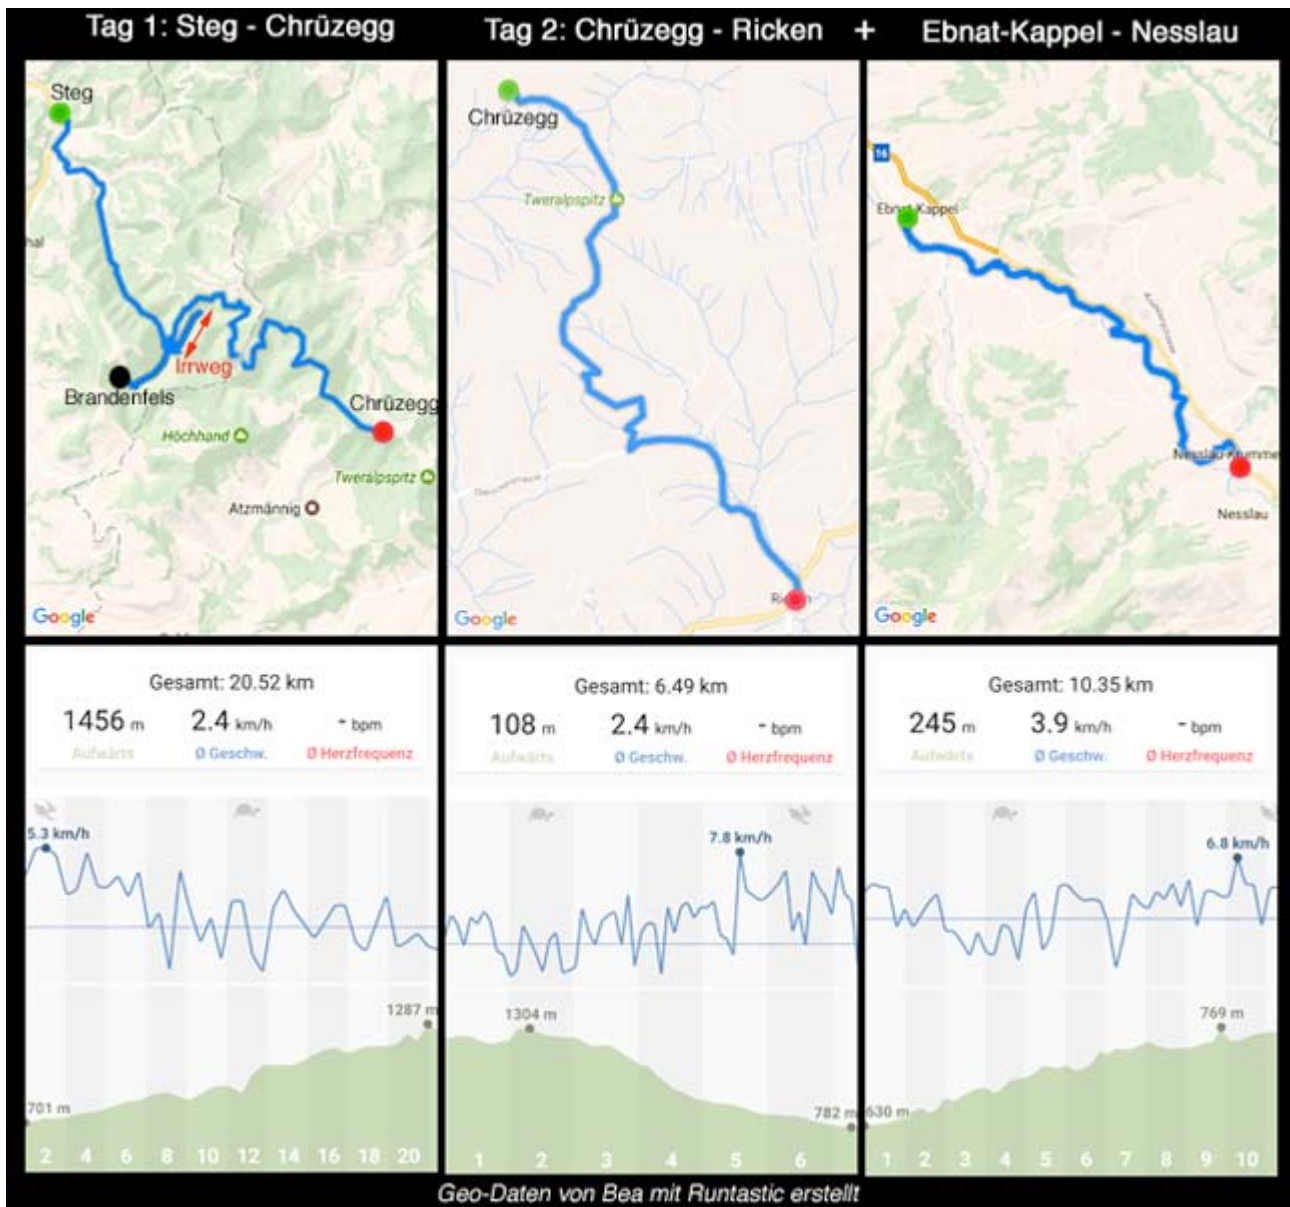 Tag 1: Steg - Chrüzegg
Tag 2: Chrüzegg - Ricken + Ebnat-Kappel - Nesslau
Steg
hal
Irrweg
Brandenfels
Chrüzegg
Höchhand
Tweralpspritz
Atzmännig
Google
Chrüzegg
Tweralpspitz
Google
16
Ebnat-Kappel
Nesslau-Krumme
Nesslau
Google
Gesamt: 20.52 km
1456 m 2.4 km/h - bpm
Aufwärts Ø Geschw. Ø Herzfrequenz
5.3 km/h
1287 m
701 m
2 4 6 8 10 12 14 16 18 20
Gesamt: 6.49 km
108 m 2.4 km/h - bpm
Aufwärts Ø Geschw. Ø Herzfrequenz
7.8 km/h
1304 m
782 m
1 2 3 4 5 6
Gesamt: 10.35 km
245 m 3.9 km/h - bpm
Aufwärts Ø Geschw. Ø Herzfrequenz
6.8 km/h
769 m
630 m
1 2 3 4 5 6 7 8 9 10
Geo-Daten von Bea mit Runtastic erstellt